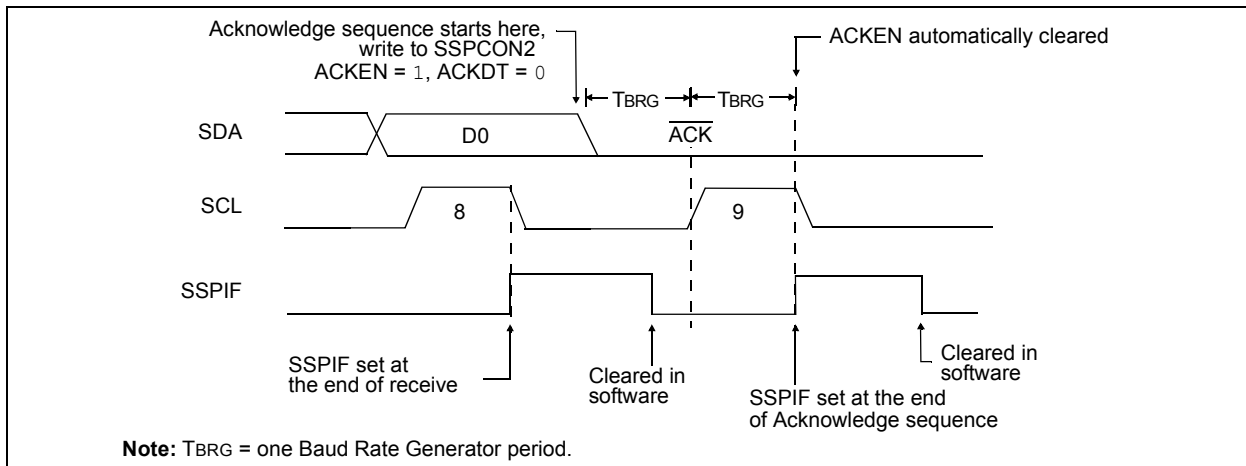 Acknowledge sequence starts here,
write to SSPCON2
ACKEN = 1, ACKDT = 0
ACKEN automatically cleared
TBRG
TBRG
SDA
D0
ACK
SCL
8
9
SSPIF
SSPIF set at
the end of receive
Cleared in
software
SSPIF set at the end
of Acknowledge sequence
Cleared in
software
Note: TBRG = one Baud Rate Generator period.